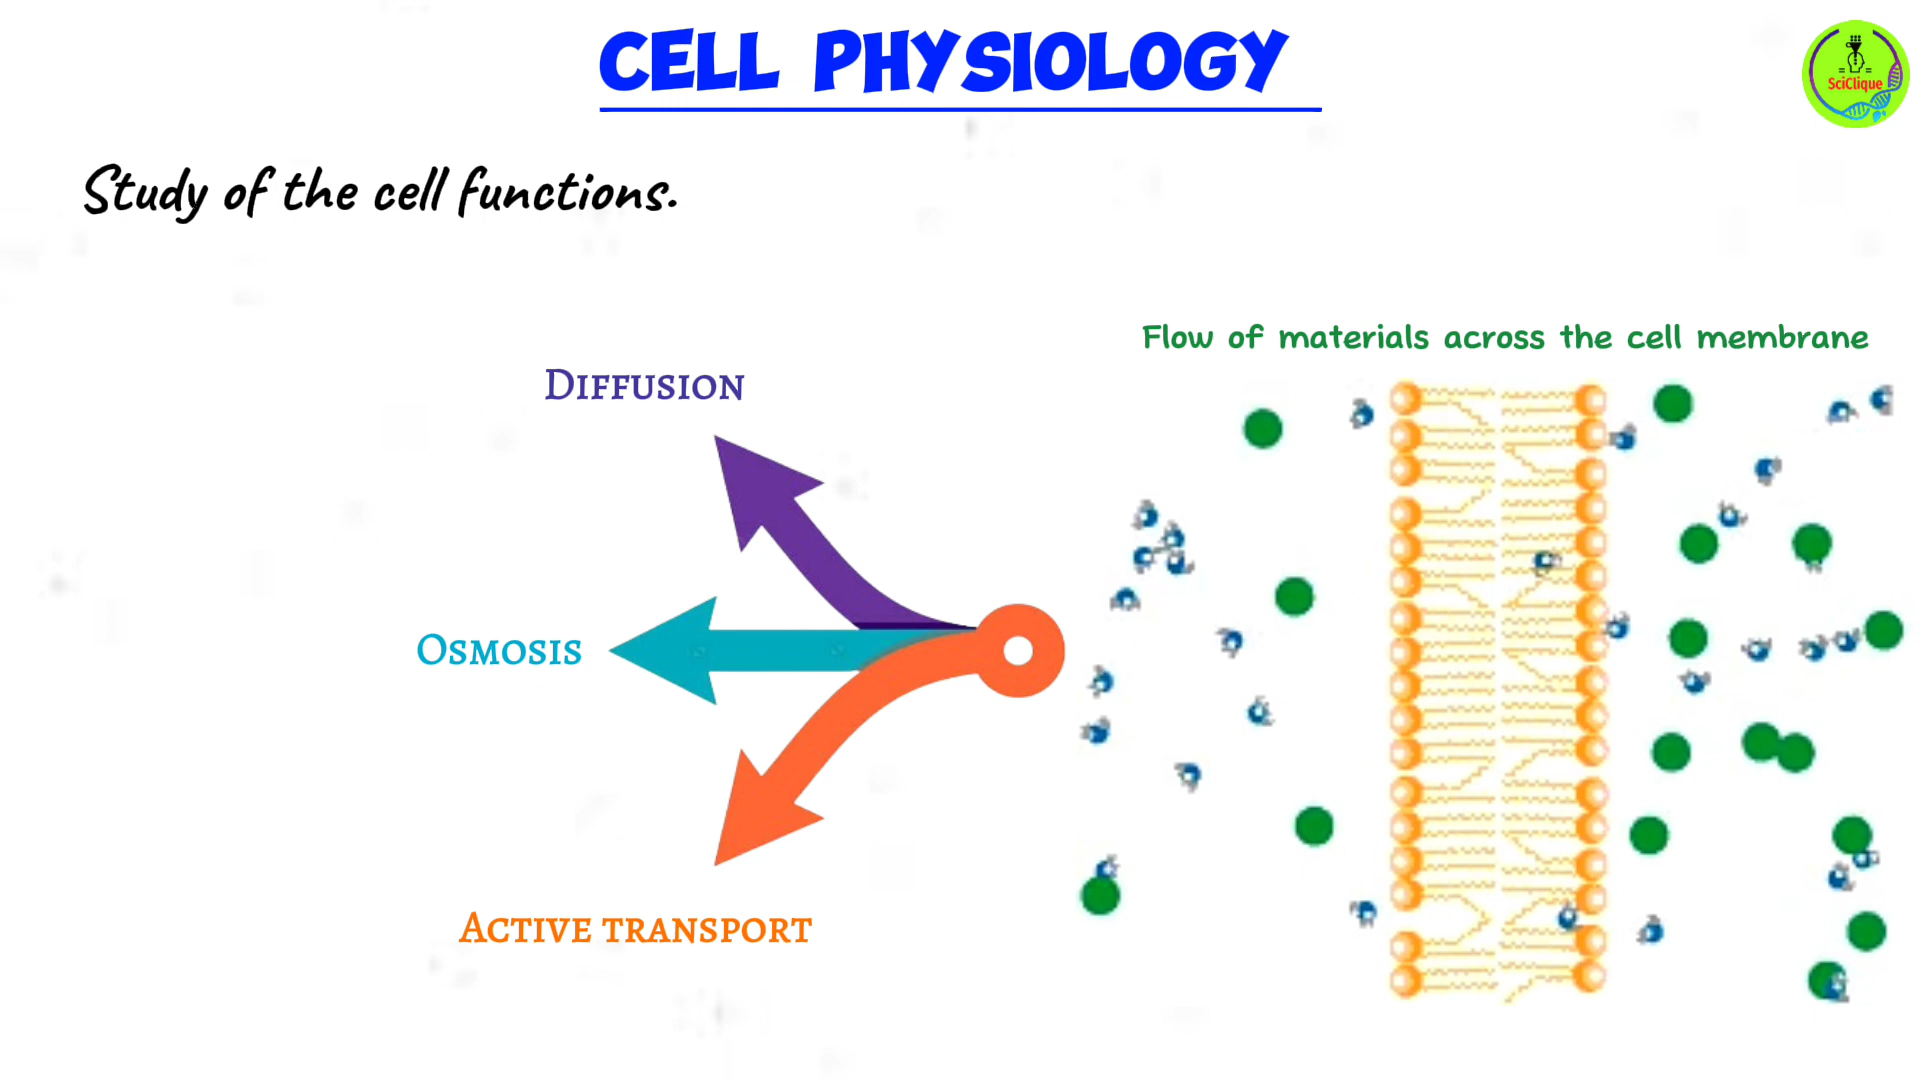 CELL PHYSIOLOGY
SciClique
Study of the cell functions.
Flow of materials across the cell membrane
DIFFUSION
OSMOSIS
ACTIVE TRANSPORT